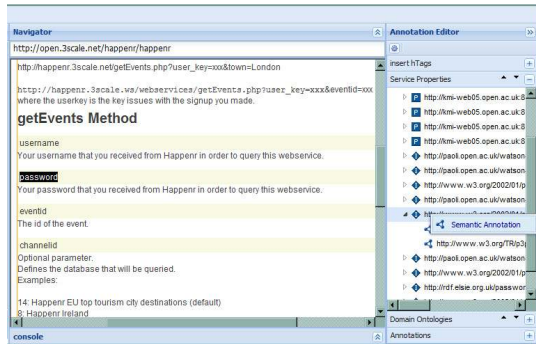 Navigator
http://open.3scale.net/happenr/happenr
http://happenr.3scale.net/getEvents.php?user_key=xxx&town=London
http://happenr.3scale.ws/webservices/getEvents.php?user_key=xxx&eventid=xxx
where the userkey is the key issues with the signup you made.
getEvents Method
username
Your username that you received from Happenr in order to query this webservice.
password
Your password that you received from Happenr in order to query this webservice.
eventid
The id of the event.
channelid
Optional parameter.
Defines the database that will be queried.
Examples:
14: Happenr EU top tourism city destinations (default)
8: Happenr Ireland
console
Annotation Editor
insert hTags
Service Properties
http://kmi-web05.open.ac.uk:8
http://kmi-web05.open.ac.uk:8
http://kmi-web05.open.ac.uk:8
http://kmi-web05.open.ac.uk:8
http://paoli.open.ac.uk/watson
http://paoli.open.ac.uk/watson
http://www.w3.org/2002/01/p
http://paoli.open.ac.uk/watson
Semantic Annotation
http://www.w3.org/TR/p3p
http://paoli.open.ac.uk/watson
http://www.w3.org/2002/01/p
http://rdf.elsie.org.uk/passwor
Domain Ontologies
Annotations